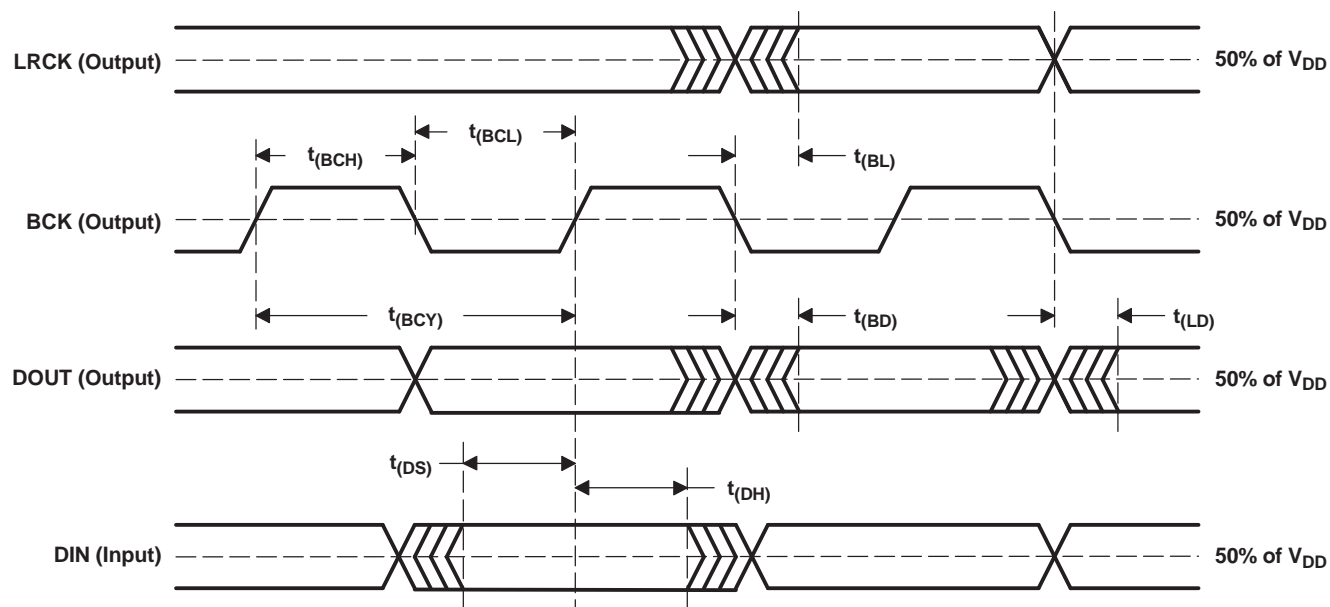 LRCK (Output)
50% of VDD
t(BCL)
t(BCH)
t(BL)
BCK (Output)
50% of VDD
t(BCY)
t(BD)
t(LD)
DOUT (Output)
50% of VDD
t(DS)
t(DH)
DIN (Input)
50% of VDD